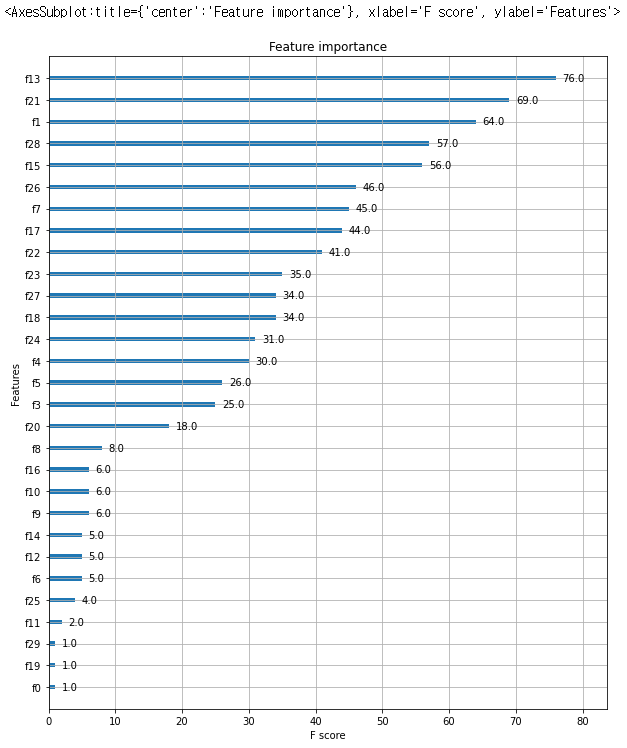 <AxesSubplot:title={'center':'Feature importance'}, xlabel='F score', ylabel='Features'>
Feature importance
f13 76.0
f21 69.0
f1 64.0
f28 57.0
f15 56.0
f26 46.0
f7 45.0
f17 44.0
f22 41.0
f23 35.0
f27 34.0
f18 34.0
f24 31.0
f4 30.0
f5 26.0
f3 25.0
f20 18.0
f8 8.0
f16 6.0
f10 6.0
f9 6.0
f14 5.0
f12 5.0
f6 5.0
f25 4.0
f11 2.0
f29 1.0
f19 1.0
f0 1.0
Features
0 10 20 30 40 50 60 70 80
F score